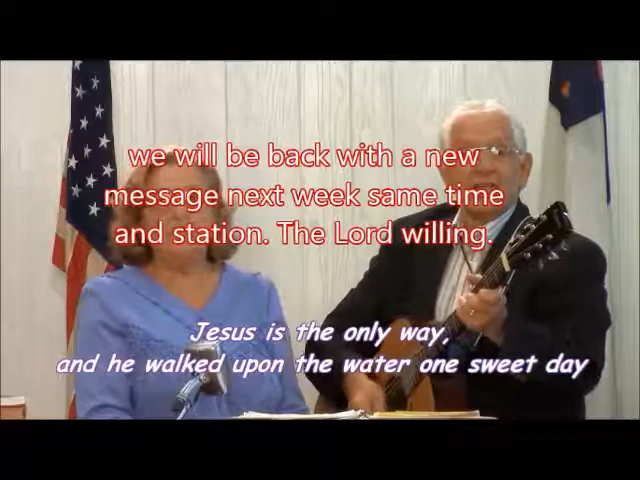 we will be back with a new
message next week same time
and station. The Lord willing.
Jesus is the only way,
and he walked upon the water one sweet day